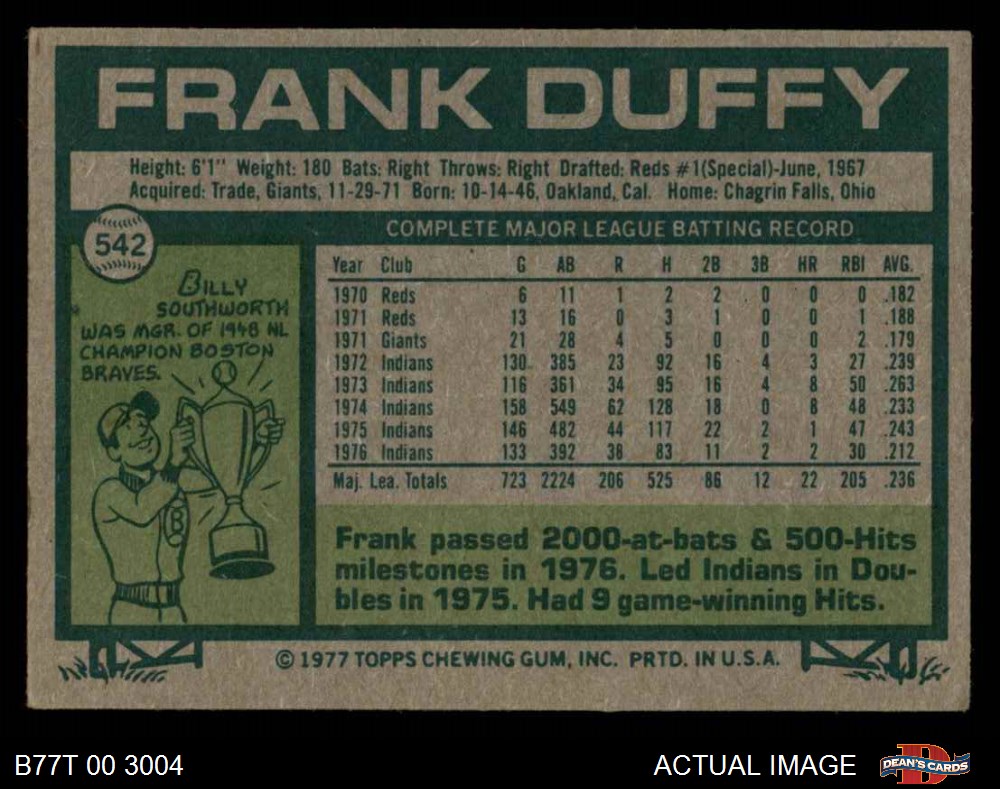 FRANK DUFFY
Height: 6'1" Weight: 180 Bats: Right Throws: Right Drafted: Reds #1(Special)-June, 1967
Acquired: Trade, Giants, 11-29-71 Born: 10-14-46, Oakland, Cal. Home: Chagrin Falls, Ohio
542
BILLY
SOUTHWORTH
WAS MGR. OF 1948 NL
CHAMPION BOSTON
BRAVES.
B
COMPLETE MAJOR LEAGUE BATTING RECORD
Year Club G AB R H 2B 3B HR RBI AVG.
1970 Reds 6 11 1 2 2 0 0 0 .182
1971 Reds 13 16 0 3 1 0 0 1 .188
1971 Giants 21 28 4 5 0 0 0 2 .179
1972 Indians 130 385 23 92 16 4 3 27 .239
1973 Indians 116 361 34 95 16 4 8 50 .263
1974 Indians 158 549 62 128 18 0 8 48 .233
1975 Indians 146 482 44 117 22 2 1 47 .243
1976 Indians 133 392 38 83 11 2 2 30 .212
Maj. Lea. Totals 723 2224 206 525 86 12 22 205 .236
Frank passed 2000-at-bats & 500-Hits
milestones in 1976. Led Indians in Dou-
bles in 1975. Had 9 game-winning Hits.
© 1977 TOPPS CHEWING GUM, INC. PRTD. IN U.S.A.
B77T 00 3004
ACTUAL IMAGE
D
DEAN'S CARDS